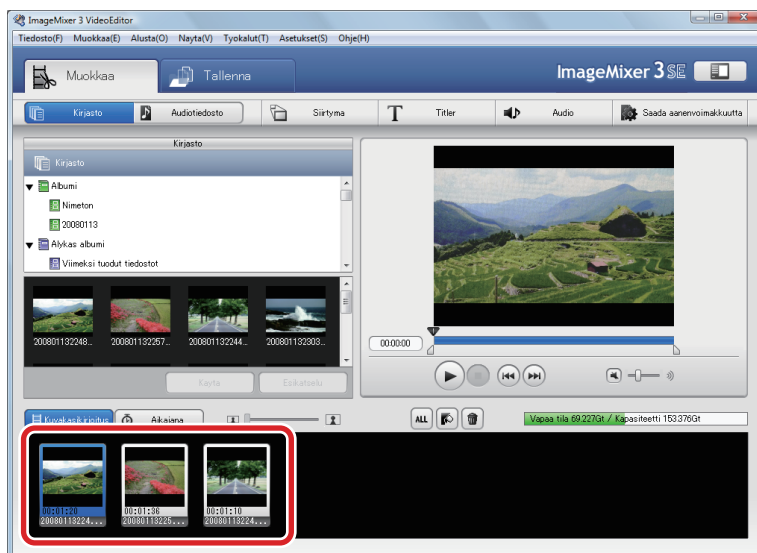 ImageMixer 3 VideoEditor
Tiedosto(F) Muokkaa(E) Alusta(O) Nayta(V) Tyokalut(T) Asetukset(S) Ohje(H)
Muokkaa Tallenna ImageMixer 3 SE
Kirjasto Audiotiedosto Siirtyma T Titler Audio Saada aanenvoimakkuutta
Kirjasto
Kirjasto
Albumi
Nimeton
20080113
Alykas albumi
Viimeksi tuodut tiedostot
200801132248... 200801132257... 200801132244... 200801132303...
00:00:00
Kayta Esikatselu
Kuvakasikirjoitus Aikajana ALL Vapaa tila 69.227Gt / Kapasiteetti 153.376Gt
00:01:20 00:01:36 00:01:10
20080113224... 20080113225... 20080113224...